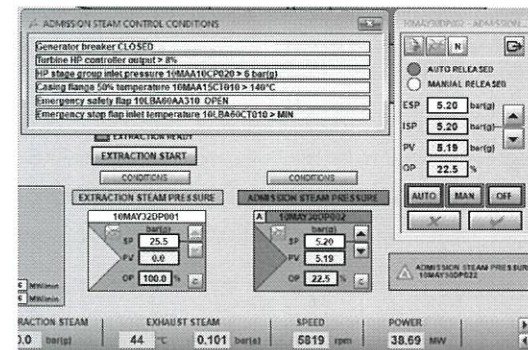 ADMISSION STEAM CONTROL CONDITIONS
Generator breaker CLOSED
Turbine HP controller output > 8%
HP stage group inlet pressure 10MAA10CP020 > 6 bar(g)
Casing flange 50% temperature 10MAA15CT010 > 140°C
Emergency safety flap 10LBA60AA310 OPEN
Emergency stop flap inlet temperature 10LBA60CT010 > MIN
EXTRACTION READY
EXTRACTION START
CONDITIONS
EXTRACTION STEAM PRESSURE
10MAY32DP001
bar(g)
SP 25.5
PV 0.0
OP 100.0 %
C
CONDITIONS
ADMISSION STEAM PRESSURE
A
bar(g)
SP 5.20
PV 5.19
OP 22.5 %
C
N
AUTO RELEASED
MANUAL RELEASED
ESP 5.20 bar(g)
ISP 5.20 bar(g)
PV 5.19 bar(g)
OP 22.5 %
AUTO MAN OFF
ADMISSION STEAM PRESSURE
6 MW/min
6 MW/min
RACTION STEAM
0.0 bar(g)
EXHAUST STEAM
44 °C 0.101 bar(a)
SPEED
5819 rpm
POWER
38.69 MW